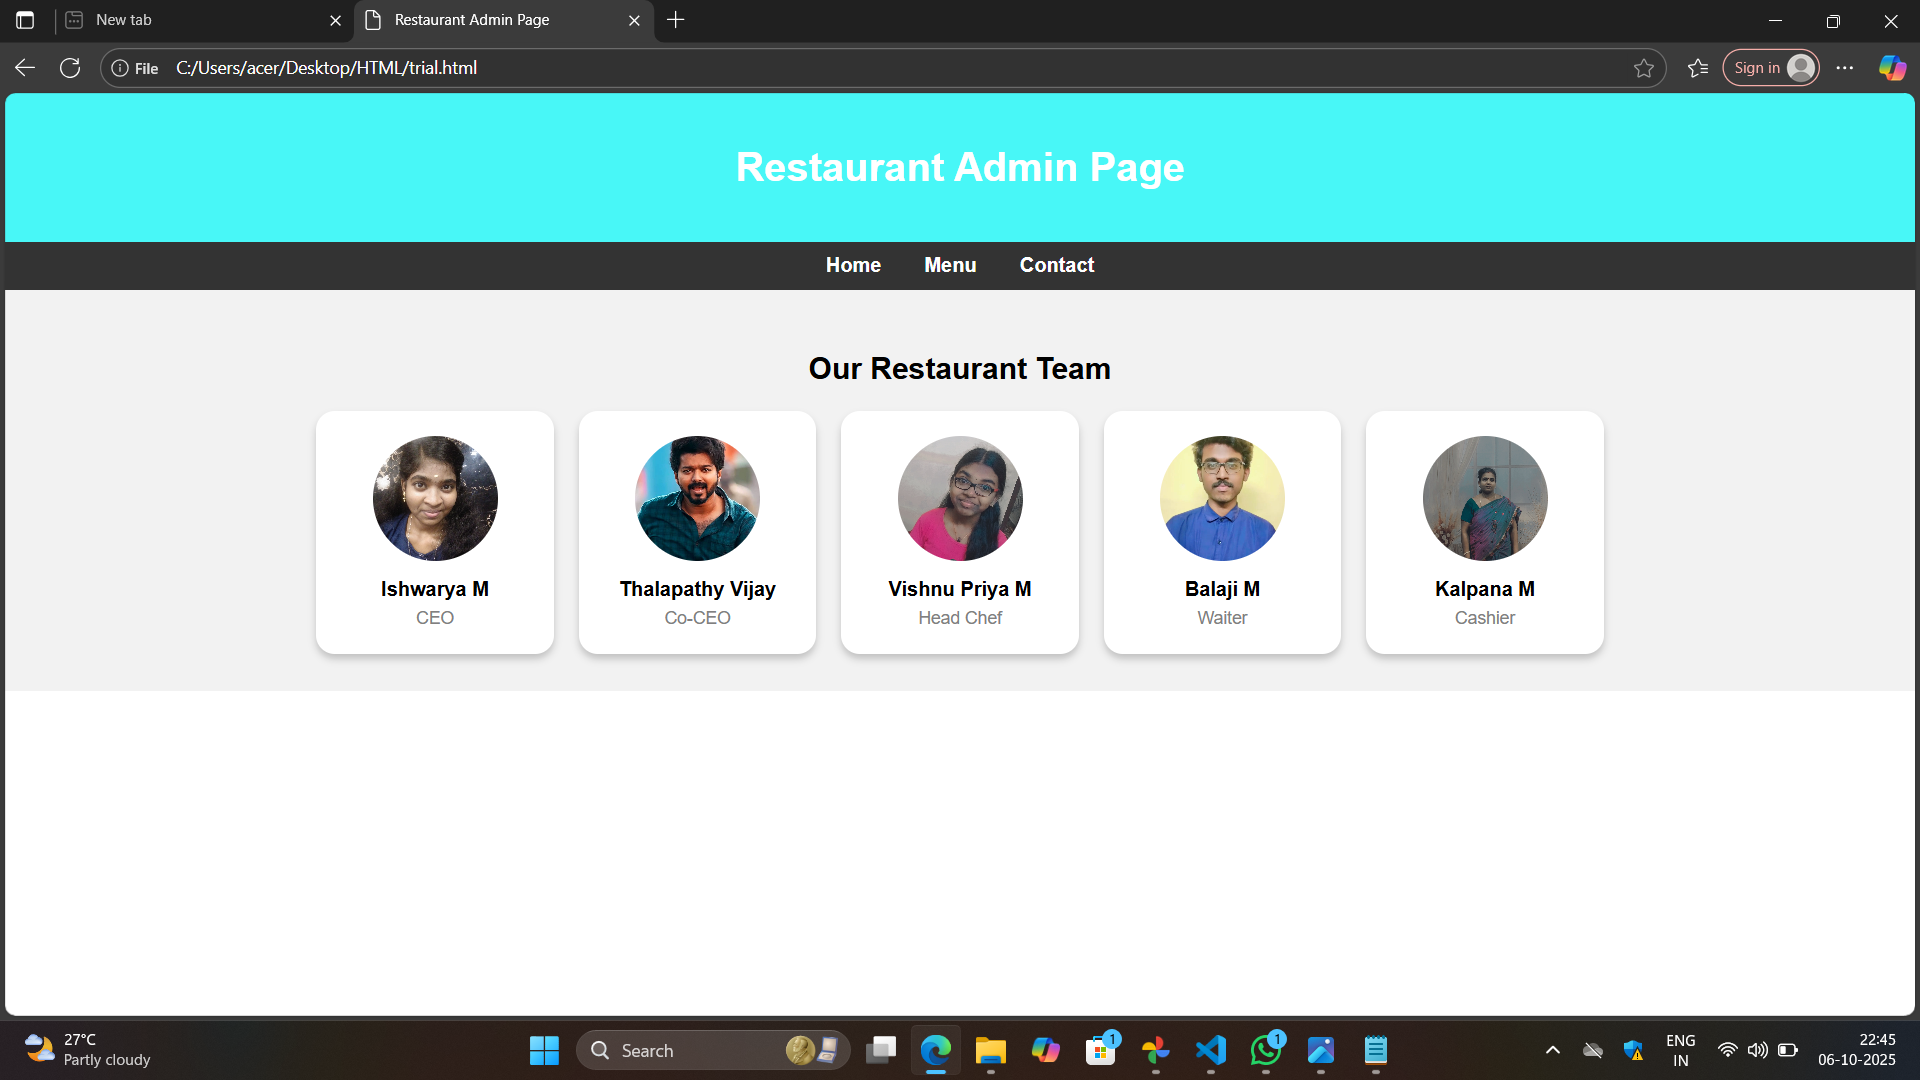 New tab
Restaurant Admin Page
File C:/Users/acer/Desktop/HTML/trial.html
Sign in
Restaurant Admin Page
Home Menu Contact
Our Restaurant Team
Ishwarya M
CEO
Thalapathy Vijay
Co-CEO
Vishnu Priya M
Head Chef
Balaji M
Waiter
Kalpana M
Cashier
27°C
Partly cloudy
Search
1
1
ENG
IN
22:45
06-10-2025